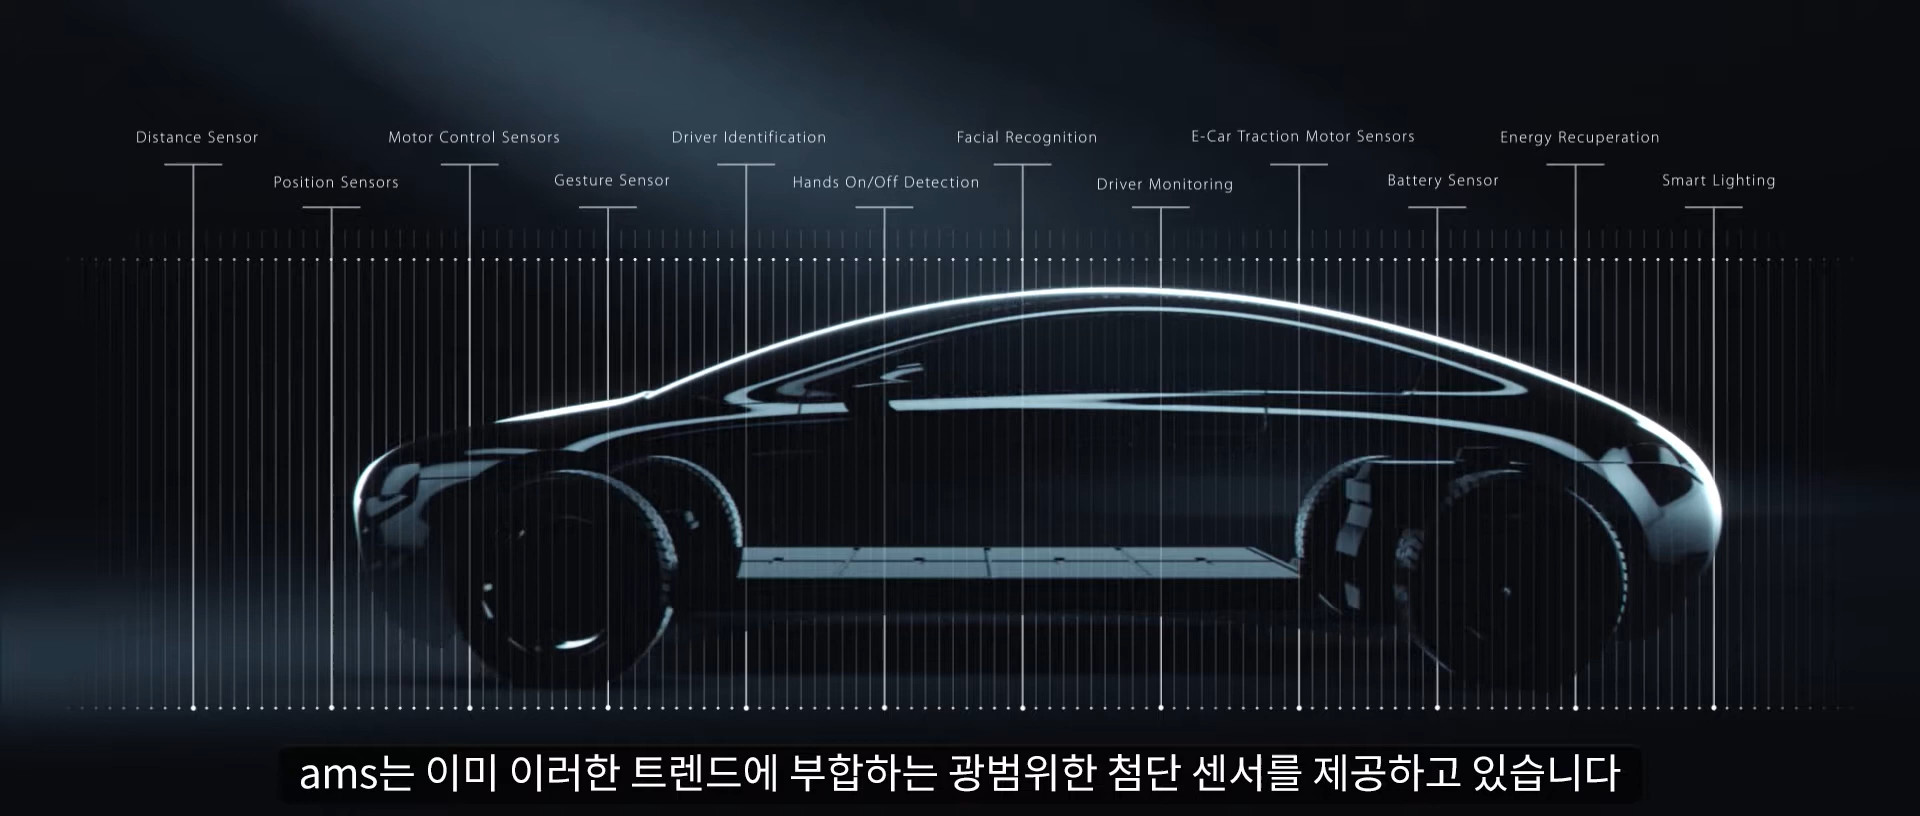 Distance Sensor
Motor Control Sensors
Driver Identification
Facial Recognition
E-Car Traction Motor Sensors
Energy Recuperation
Position Sensors
Gesture Sensor
Hands On/Off Detection
Driver Monitoring
Battery Sensor
Smart Lighting
ams는 이미 이러한 트렌드에 부합하는 광범위한 첨단 센서를 제공하고 있습니다